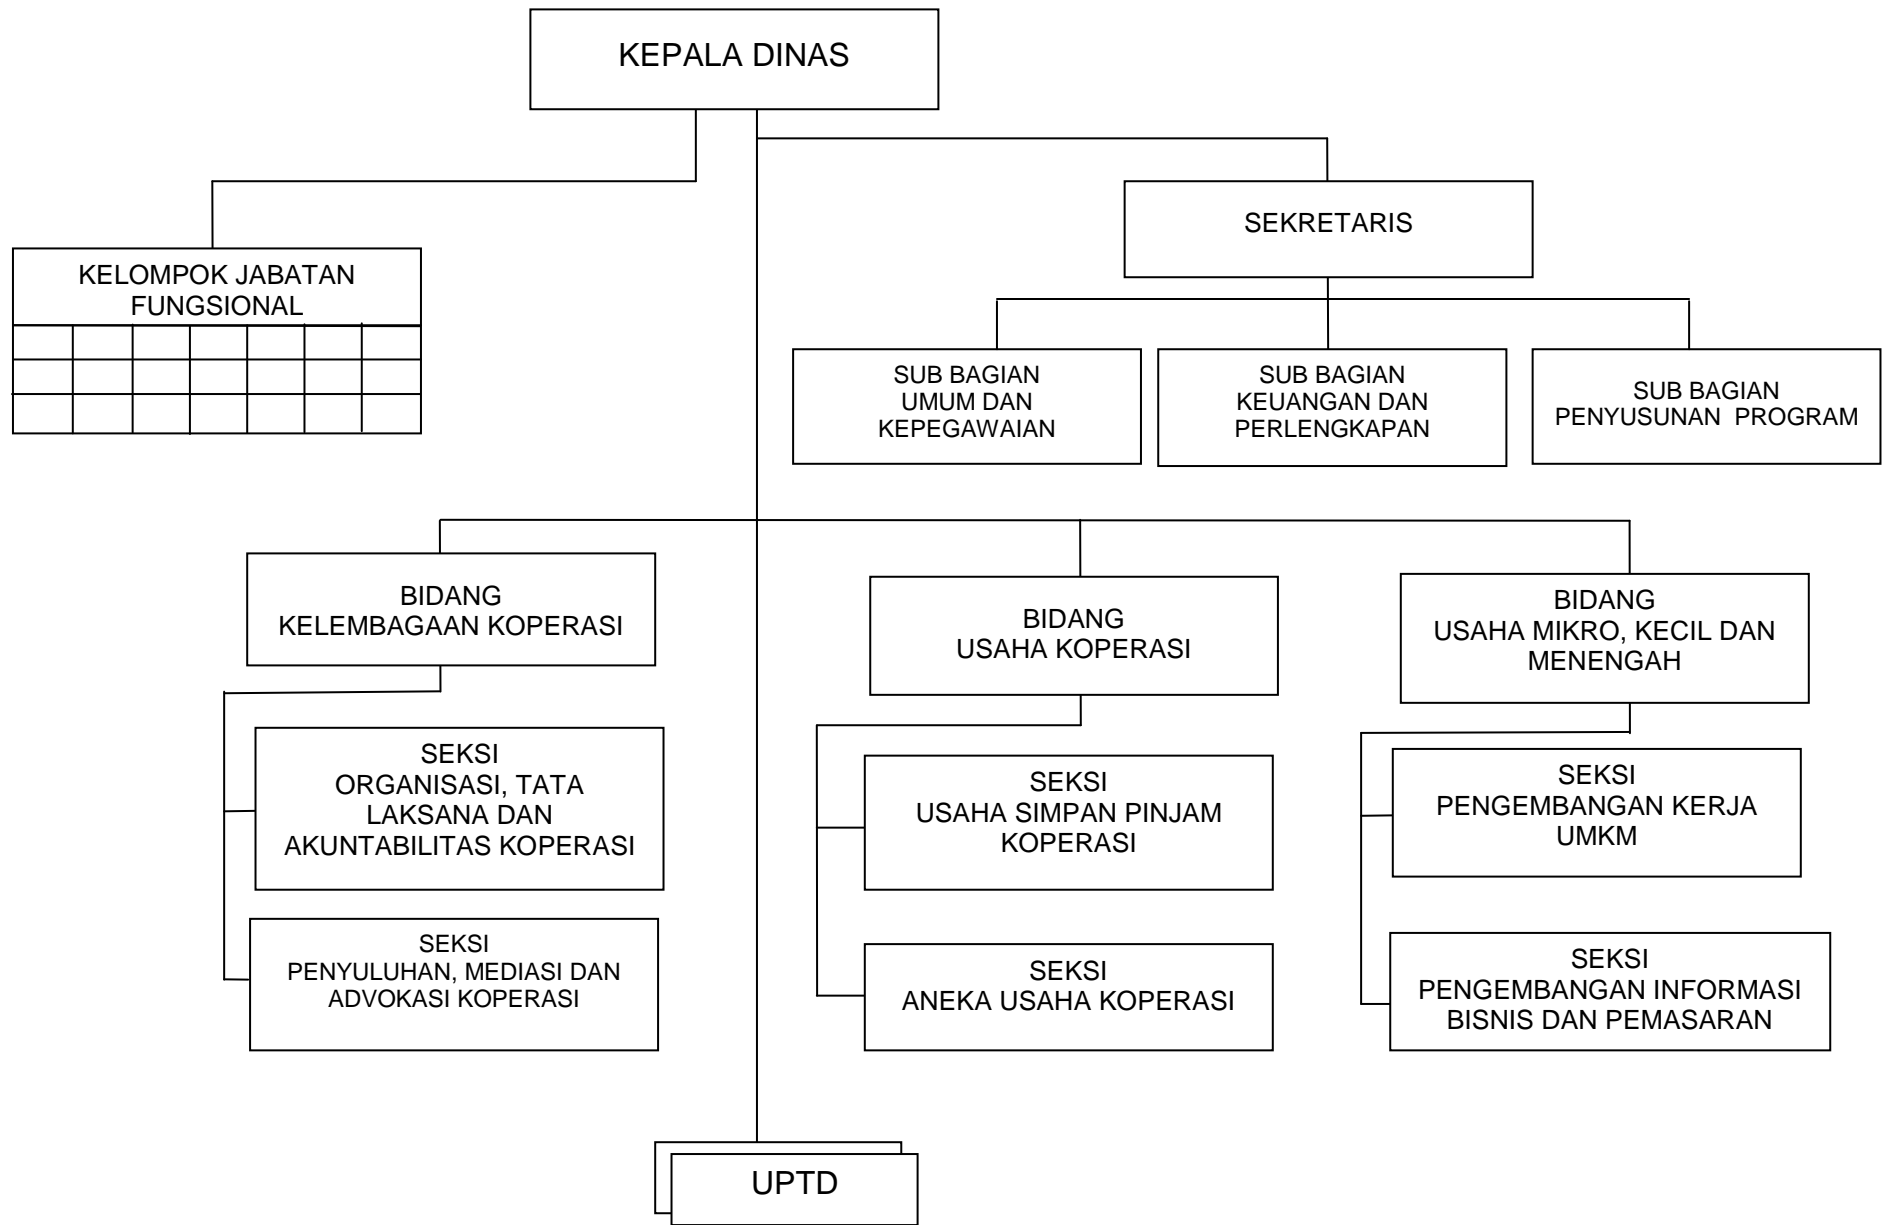 KEPALA DINAS
SEKRETARIS
KELOMPOK JABATAN
FUNGSIONAL
SUB BAGIAN
UMUM DAN
KEPEGAWAIAN
SUB BAGIAN
KEUANGAN DAN
PERLENGKAPAN
SUB BAGIAN
PENYUSUNAN PROGRAM
BIDANG
KELEMBAGAAN KOPERASI
BIDANG
USAHA KOPERASI
BIDANG
USAHA MIKRO, KECIL DAN
MENENGAH
SEKSI
ORGANISASI, TATA
LAKSANA DAN
AKUNTABILITAS KOPERASI
SEKSI
USAHA SIMPAN PINJAM
KOPERASI
SEKSI
PENGEMBANGAN KERJA
UMKM
SEKSI
PENYULUHAN, MEDIASI DAN
ADVOKASI KOPERASI
SEKSI
ANEKA USAHA KOPERASI
SEKSI
PENGEMBANGAN INFORMASI
BISNIS DAN PEMASARAN
UPTD